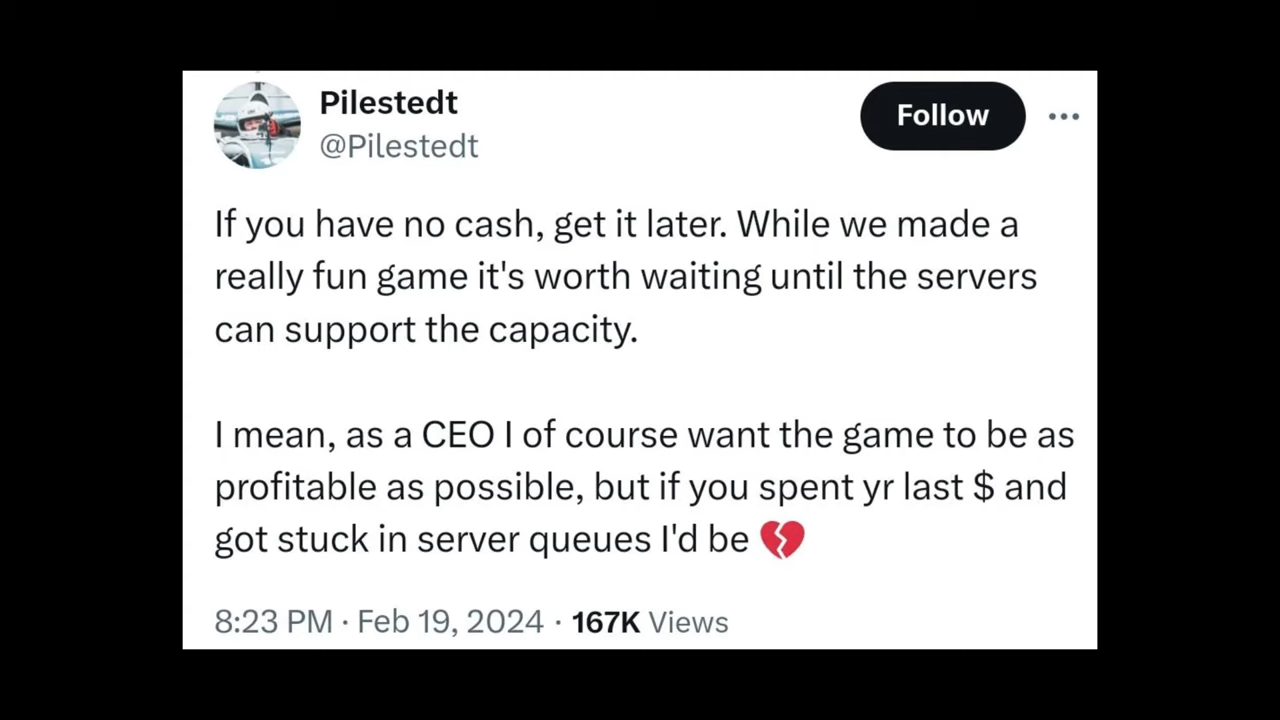 Pilestedt
@Pilestedt
Follow
If you have no cash, get it later. While we made a
really fun game it's worth waiting until the servers
can support the capacity.
I mean, as a CEO I of course want the game to be as
profitable as possible, but if you spent yr last $ and
got stuck in server queues I'd be 💔
8:23 PM · Feb 19, 2024 · 167K Views